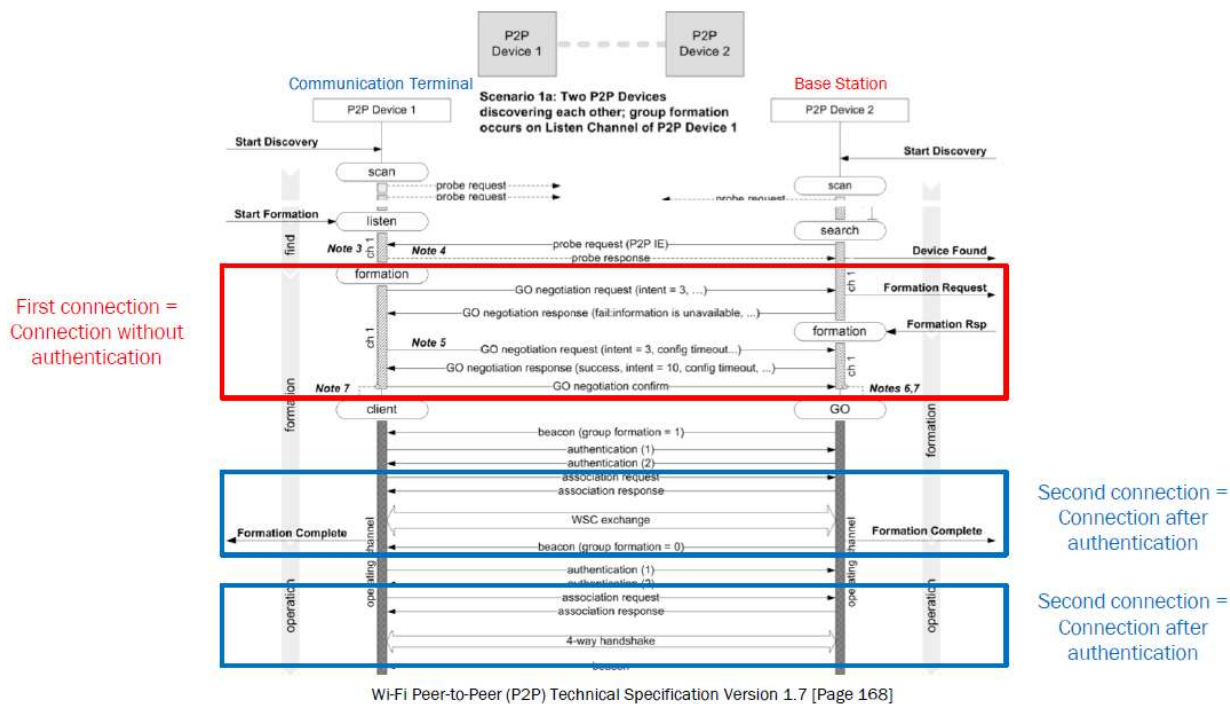 P2P
Device 1
P2P
Device 2
Communication Terminal
Base Station
Scenario 1a: Two P2P Devices
discovering each other; group formation
occurs on Listen Channel of P2P Device 1
P2P Device 1
P2P Device 2
Start Discovery
Start Discovery
scan
scan
probe request
probe request
probe request
Start Formation
listen
search
find
Note 3
ch 1
Note 4
probe request (P2P IE)
probe response
Device Found
formation
First connection =
Connection without
authentication
GO negotiation request (intent = 3, ...)
ch 1
Formation Request
GO negotiation response (fail:information is unavailable, ...)
formation
Formation Rsp
ch 1
Note 5
GO negotiation request (intent = 3, config timeout...)
ch 1
GO negotiation response (success, intent = 10, config timeout, ...)
Note 7
GO negotiation confirm
Notes 6,7
formation
client
GO
formation
beacon (group formation = 1)
authentication (1)
authentication (2)
association request
association response
Second connection =
Connection after
authentication
WSC exchange
Formation Complete
Formation Complete
beacon (group formation = 0)
operating channel
operating channel
authentication (1)
authentication (2)
association request
association response
Second connection =
Connection after
authentication
operation
operation
4-way handshake
beacon
Wi-Fi Peer-to-Peer (P2P) Technical Specification Version 1.7 [Page 168]